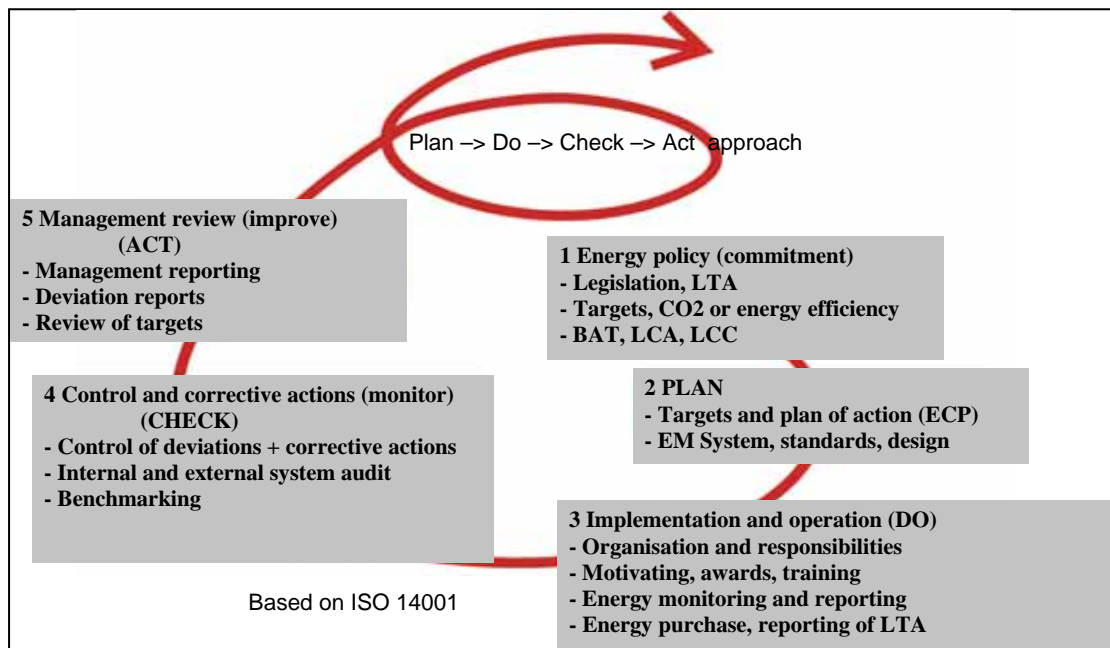 Plan –> Do –> Check –> Act approach
5 Management review (improve)
(ACT)
- Management reporting
- Deviation reports
- Review of targets
1 Energy policy (commitment)
- Legislation, LTA
- Targets, CO2 or energy efficiency
- BAT, LCA, LCC
4 Control and corrective actions (monitor)
(CHECK)
- Control of deviations + corrective actions
- Internal and external system audit
- Benchmarking
2 PLAN
- Targets and plan of action (ECP)
- EM System, standards, design
3 Implementation and operation (DO)
- Organisation and responsibilities
- Motivating, awards, training
- Energy monitoring and reporting
- Energy purchase, reporting of LTA
Based on ISO 14001